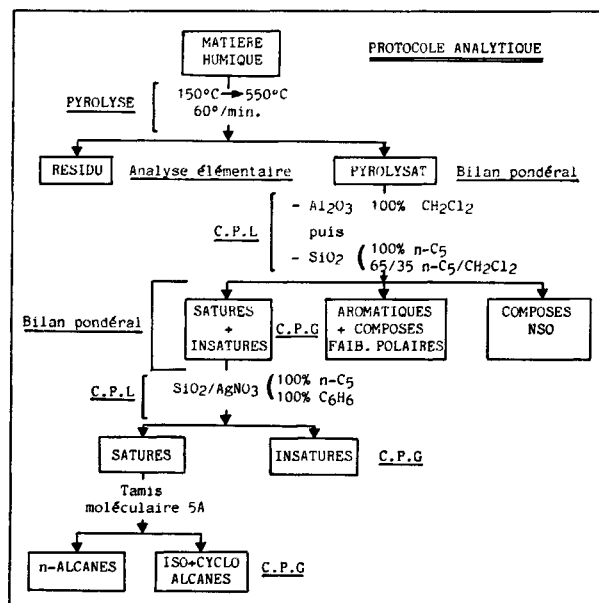 MATIERE
HUMIQUE
PROTOCOLE ANALYTIQUE
PYROLYSE
150°C → 550°C
60°/min.
RESIDU
Analyse élémentaire
PYROLYSAT
Bilan pondéral
C.P.L
- Al2O3 100% CH2Cl2
puis
- SiO2 ( 100% n-C5
65/35 n-C5/CH2Cl2
Bilan pondéral
SATURES
+
INSATURES
C.P.G
AROMATIQUES
+ COMPOSES
FAIB. POLAIRES
COMPOSES
NSO
C.P.L
SiO2/AgNO3 ( 100% n-C5
100% C6H6
SATURES
INSATURES
C.P.G
Tamis
moléculaire 5A
n-ALCANES
ISO+CYCLO
ALCANES
C.P.G